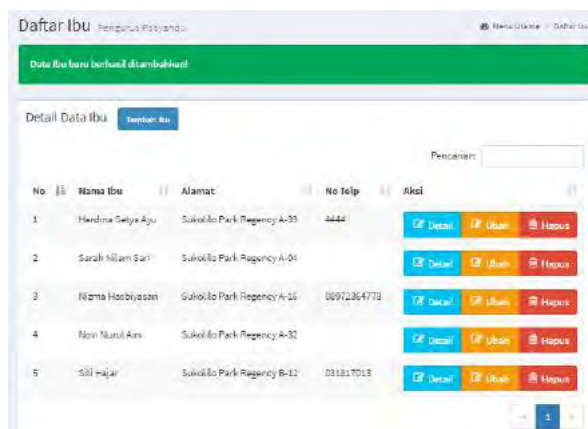 Daftar Ibu Pengurus Posyandu
Menu Utama / Daftar Ibu
Data Ibu baru berhasil ditambahkan!
Detail Data Ibu Tambah Ibu
Pencarian:
No Nama Ibu Alamat No Telp Aksi
1 Herdina Setya Ayu Sukolilo Park Regency A-39 4444 Detail Ubah Hapus
2 Sarah Nilam Sari Sukolilo Park Regency A-04 Detail Ubah Hapus
3 Hasbiyasari Sukolilo Park Regency A-16 Detail Ubah Hapus
4 Novi Nurul Aini Sukolilo Park Regency A-32 Detail Ubah Hapus
5 Siti Hajar Sukolilo Park Regency B-12 031817013 Detail Ubah Hapus
1